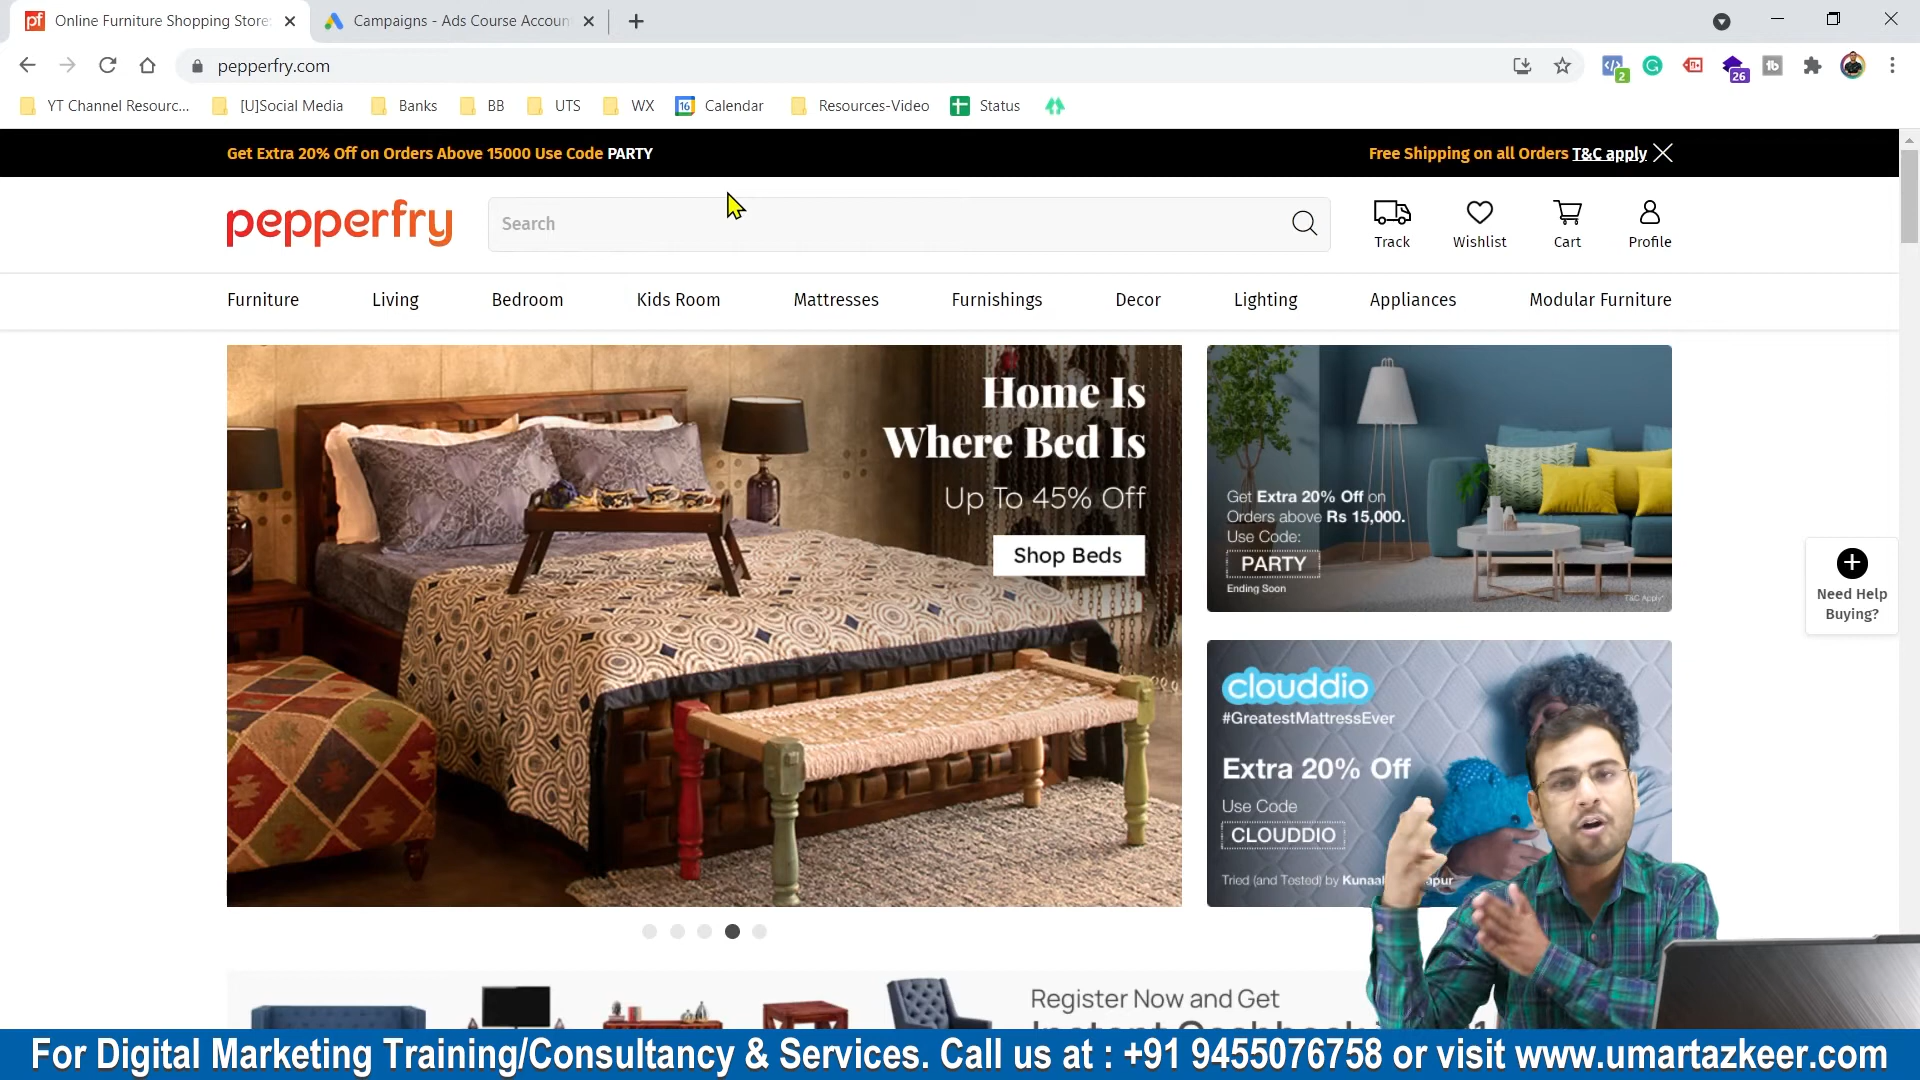 Online Furniture Shopping Store:
Campaigns - Ads Course Accoun
pepperfry.com
2
26
YT Channel Resourc...
[U]Social Media
Banks
BB
UTS
WX
16
Calendar
Resources-Video
Status
Get Extra 20% Off on Orders Above 15000 Use Code PARTY
Free Shipping on all Orders T&C apply
pepperfry
Search
Track
Wishlist
Cart
Profile
Furniture
Living
Bedroom
Kids Room
Mattresses
Furnishings
Decor
Lighting
Appliances
Modular Furniture
Home Is
Where Bed Is
Up To 45% Off
Shop Beds
Get Extra 20% Off on
Orders above Rs 15,000.
Use Code:
PARTY
Ending Soon
T&C Apply*
Need Help
Buying?
clouddio
#GreatestMattressEver
Extra 20% Off
Use Code
CLOUDDIO
Tried (and Tested) by Kunaal apur
Register Now and Get
For Digital Marketing Training/Consultancy & Services. Call us at : +91 9455076758 or visit www.umartazkeer.com